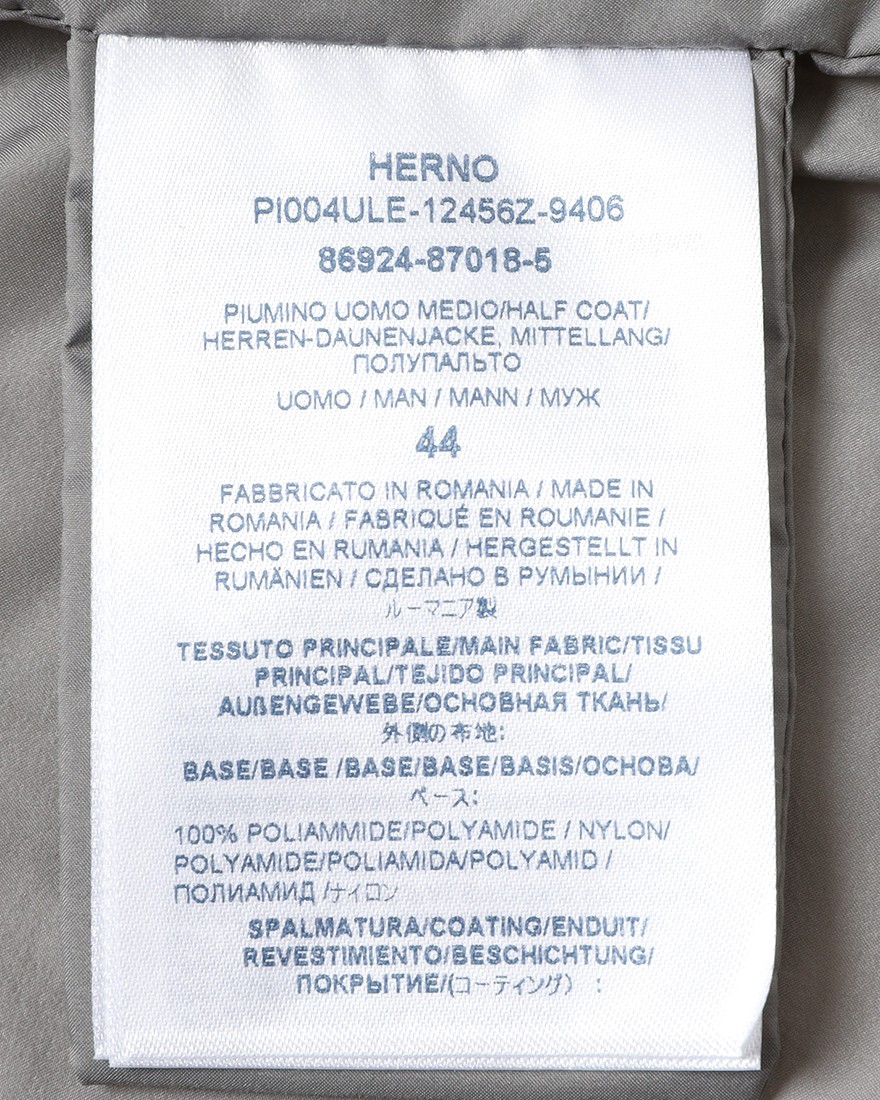 HERNO
PI004ULE-12456Z-9406
86924-87018-5
PIUMINO UOMO MEDIO/HALF COAT/
HERREN-DAUNENJACKE, MITTELLANG/
ПОЛУПАЛЬТО
UOMO / MAN / MANN / МУЖ
44
FABBRICATO IN ROMANIA / MADE IN
ROMANIA / FABRIQUÉ EN ROUMANIE /
HECHO EN RUMANIA / HERGESTELLT IN
RUMÄNIEN / СДЕЛАНО В РУМЫНИИ /
ルーマニア製
TESSUTO PRINCIPALE/MAIN FABRIC/TISSU
PRINCIPAL/TEJIDO PRINCIPAL/
AUßENGEWEBE/ОСНОВНАЯ ТКАНЬ/
外側の布地:
BASE/BASE /BASE/BASE/BASIS/ОСНОВА/
ベース:
100% POLIAMMIDE/POLYAMIDE / NYLON/
POLYAMIDE/POLIAMIDA/POLYAMID /
ПОЛИАМИД /ナイロン
SPALMATURA/COATING/ENDUIT/
REVESTIMIENTO/BESCHICHTUNG/
ПОКРЫТИЕ/(コーティング） :